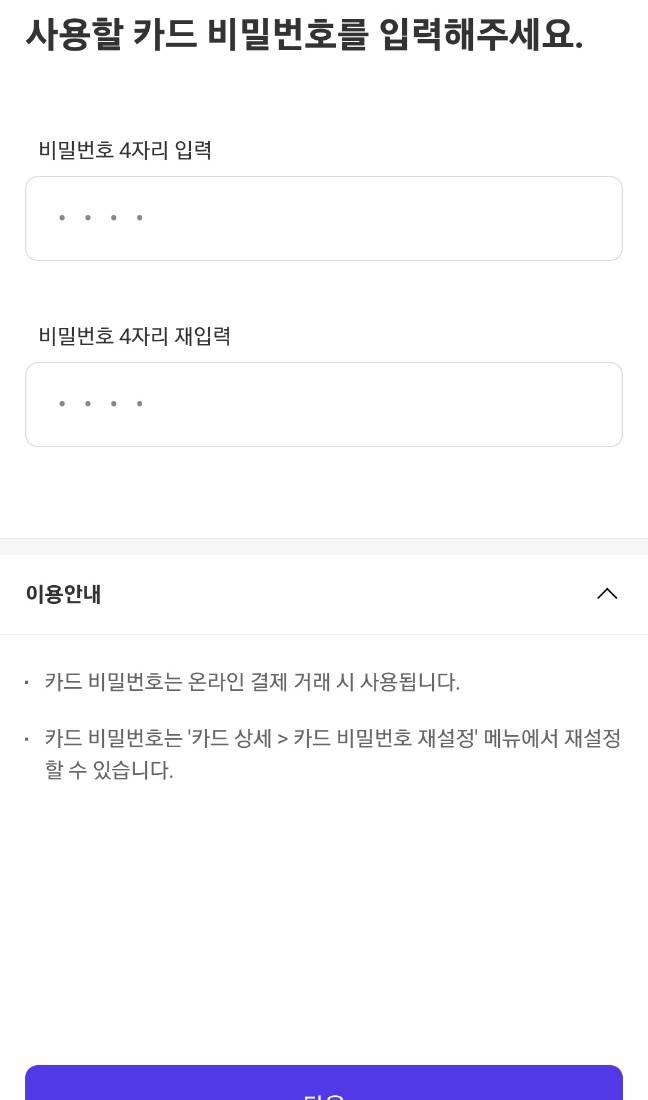 사용할 카드 비밀번호를 입력해주세요.
비밀번호 4자리 입력
비밀번호 4자리 재입력
이용안내
· 카드 비밀번호는 온라인 결제 거래 시 사용됩니다.
· 카드 비밀번호는 '카드 상세 > 카드 비밀번호 재설정' 메뉴에서 재설정
할 수 있습니다.